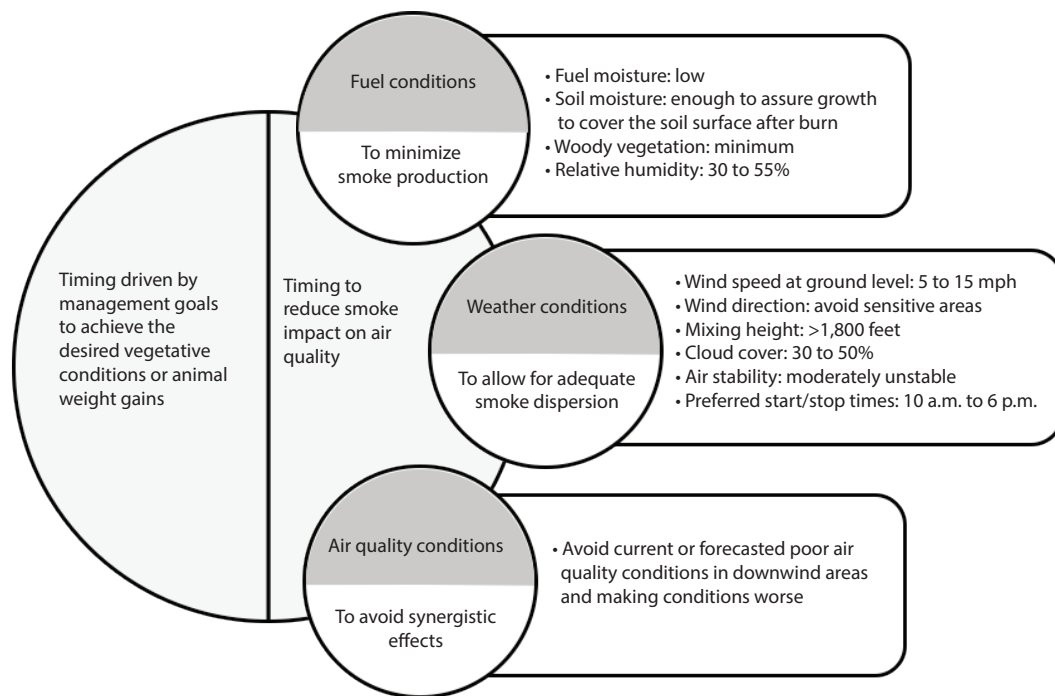 Timing driven by
management goals
to achieve the
desired vegetative
conditions or animal
weight gains
Timing to
reduce smoke
impact on air
quality
Fuel conditions
To minimize
smoke production
• Fuel moisture: low
• Soil moisture: enough to assure growth
to cover the soil surface after burn
• Woody vegetation: minimum
• Relative humidity: 30 to 55%
Weather conditions
To allow for adequate
smoke dispersion
• Wind speed at ground level: 5 to 15 mph
• Wind direction: avoid sensitive areas
• Mixing height: >1,800 feet
• Cloud cover: 30 to 50%
• Air stability: moderately unstable
• Preferred start/stop times: 10 a.m. to 6 p.m.
Air quality conditions
To avoid synergistic
effects
• Avoid current or forecasted poor air
quality conditions in downwind areas
and making conditions worse